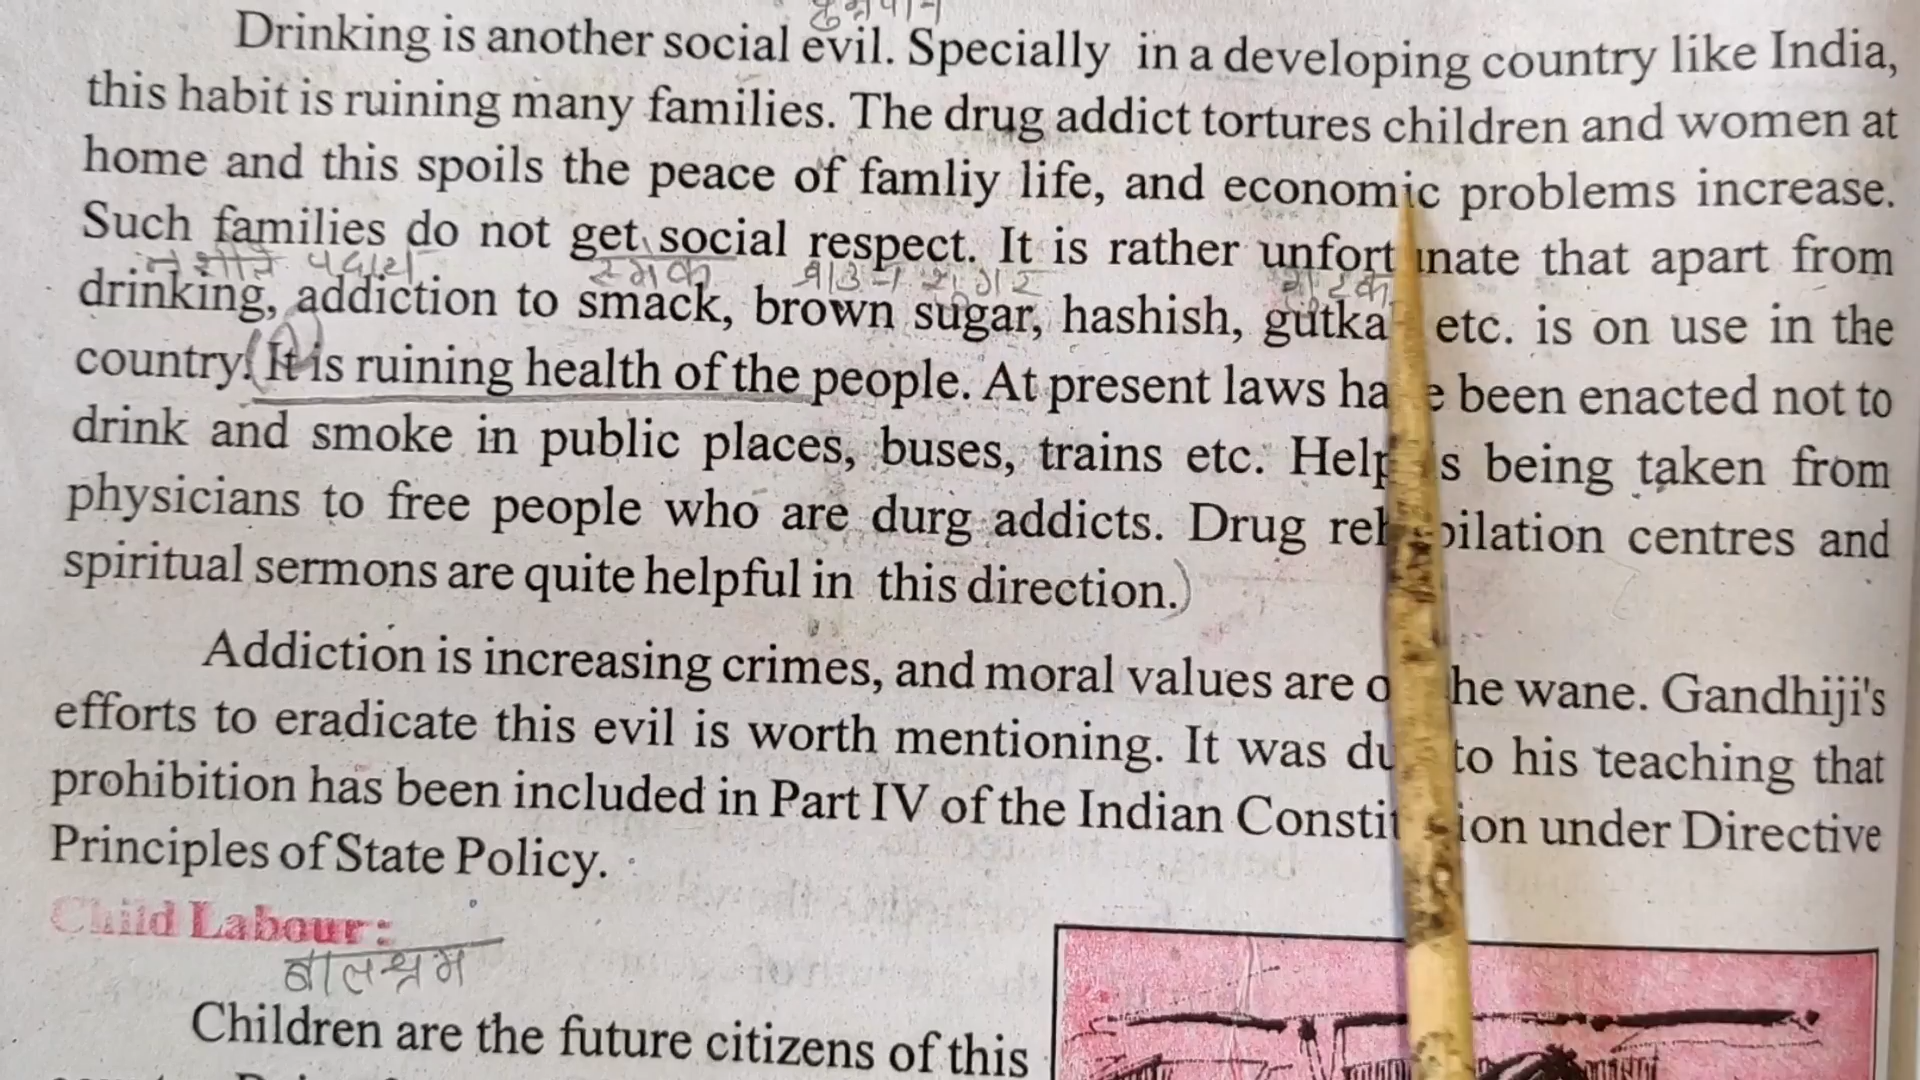 धुम्रपान
Drinking is another social evil. Specially in a developing country like India,
this habit is ruining many families. The drug addict tortures children and women at
home and this spoils the peace of famliy life, and economic problems increase.
Such families do not get social respect. It is rather unfortunate that apart from
नशीले पदार्थ स्मैक ब्राउन शुगर गुटका
drinking, addiction to smack, brown sugar, hashish, gutka etc. is on use in the
country. (It is ruining health of the people. At present laws have been enacted not to
drink and smoke in public places, buses, trains etc. Help is being taken from
physicians to free people who are durg addicts. Drug rehabilation centres and
spiritual sermons are quite helpful in this direction.)
Addiction is increasing crimes, and moral values are on the wane. Gandhiji's
efforts to eradicate this evil is worth mentioning. It was due to his teaching that
prohibition has been included in Part IV of the Indian Constitution under Directive
Principles of State Policy.
Child Labour:
बालश्रम
Children are the future citizens of this